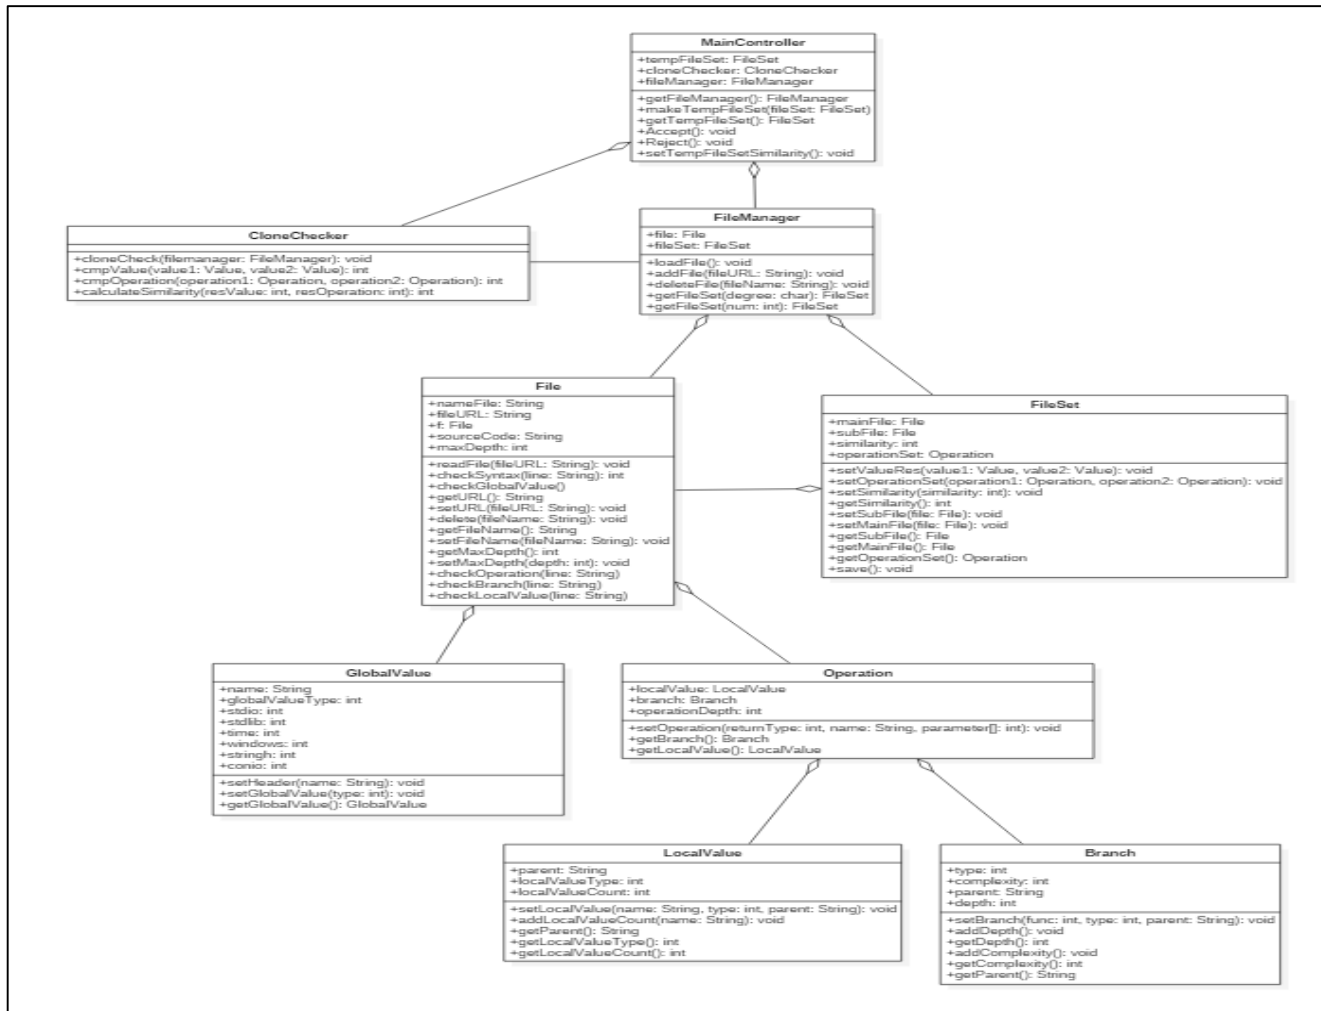 MainController
+tempFileSet: FileSet
+cloneChecker: CloneChecker
+fileManager: FileManager
+getFileManager(): FileManager
+makeTempFileSet(fileSet: FileSet)
+getTempFileSet(): FileSet
+Accept(): void
+Reject(): void
+setTempFileSetSimilarity(): void
CloneChecker
+cloneCheck(filemanager: FileManager): void
+cmpValue(value1: Value, value2: Value): int
+cmpOperation(operation1: Operation, operation2: Operation): int
+calculateSimilarity(resValue: int, resOperation: int): int
FileManager
+file: File
+fileSet: FileSet
+loadFile(): void
+addFile(fileURL: String): void
+deleteFile(fileName: String): void
+getFileSet(degree: char): FileSet
+getFileSet(num: int): FileSet
File
+nameFile: String
+fileURL: String
+f: File
+sourceCode: String
+maxDepth: int
+readFile(fileURL: String): void
+checkSyntax(line: String): int
+checkGlobalValue()
+getURL(): String
+setURL(fileURL: String): void
+delete(fileName: String): void
+getFileName(): String
+setFileName(fileName: String): void
+getMaxDepth(): int
+setMaxDepth(depth: int): void
+checkOperation(line: String)
+checkBranch(line: String)
+checkLocalValue(line: String)
FileSet
+mainFile: File
+subFile: File
+similarity: int
+operationSet: Operation
+setValueRes(value1: Value, value2: Value): void
+setOperationSet(operation1: Operation, operation2: Operation): void
+setSimilarity(similarity: int): void
+getSimilarity(): int
+setSubFile(file: File): void
+setMainFile(file: File): void
+getSubFile(): File
+getMainFile(): File
+getOperationSet(): Operation
+save(): void
GlobalValue
+name: String
+globalValueType: int
+stdio: int
+stdlib: int
+time: int
+windows: int
+stringh: int
+conio: int
+setHeader(name: String): void
+setGlobalValue(type: int): void
+getGlobalValue(): GlobalValue
Operation
+localValue: LocalValue
+branch: Branch
+operationDepth: int
+setOperation(returnType: int, name: String, parameter[]: int): void
+getBranch(): Branch
+getLocalValue(): LocalValue
LocalValue
+parent: String
+localValueType: int
+localValueCount: int
+setLocalValue(name: String, type: int, parent: String): void
+addLocalValueCount(name: String): void
+getParent(): String
+getLocalValueType(): int
+getLocalValueCount(): int
Branch
+type: int
+complexity: int
+parent: String
+depth: int
+setBranch(func: int, type: int, parent: String): void
+addDepth(): void
+getDepth(): int
+addComplexity(): void
+getComplexity(): int
+getParent(): String